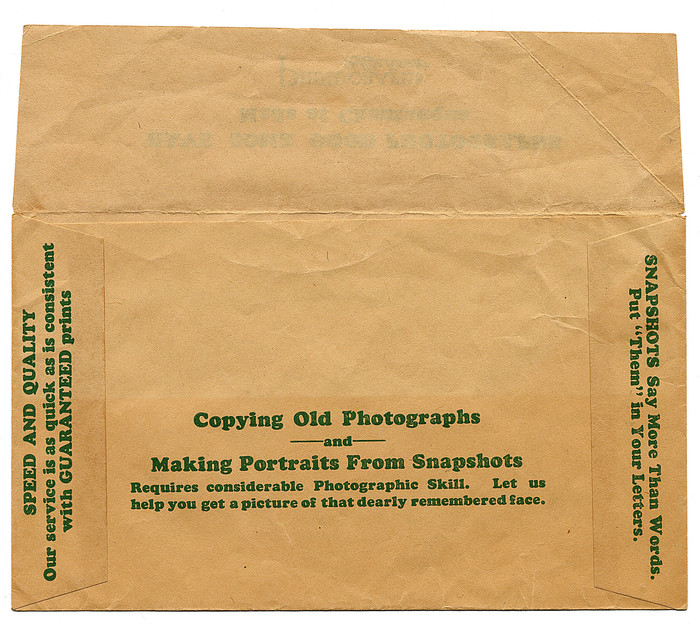 SPEED AND QUALITY
Our service is as quick as is consistent
with GUARANTEED prints
Copying Old Photographs
and
Making Portraits From Snapshots
Requires considerable Photographic Skill. Let us
help you get a picture of that dearly remembered face.
SNAPSHOTS Say More Than Words.
Put "Them" in Your Letters.